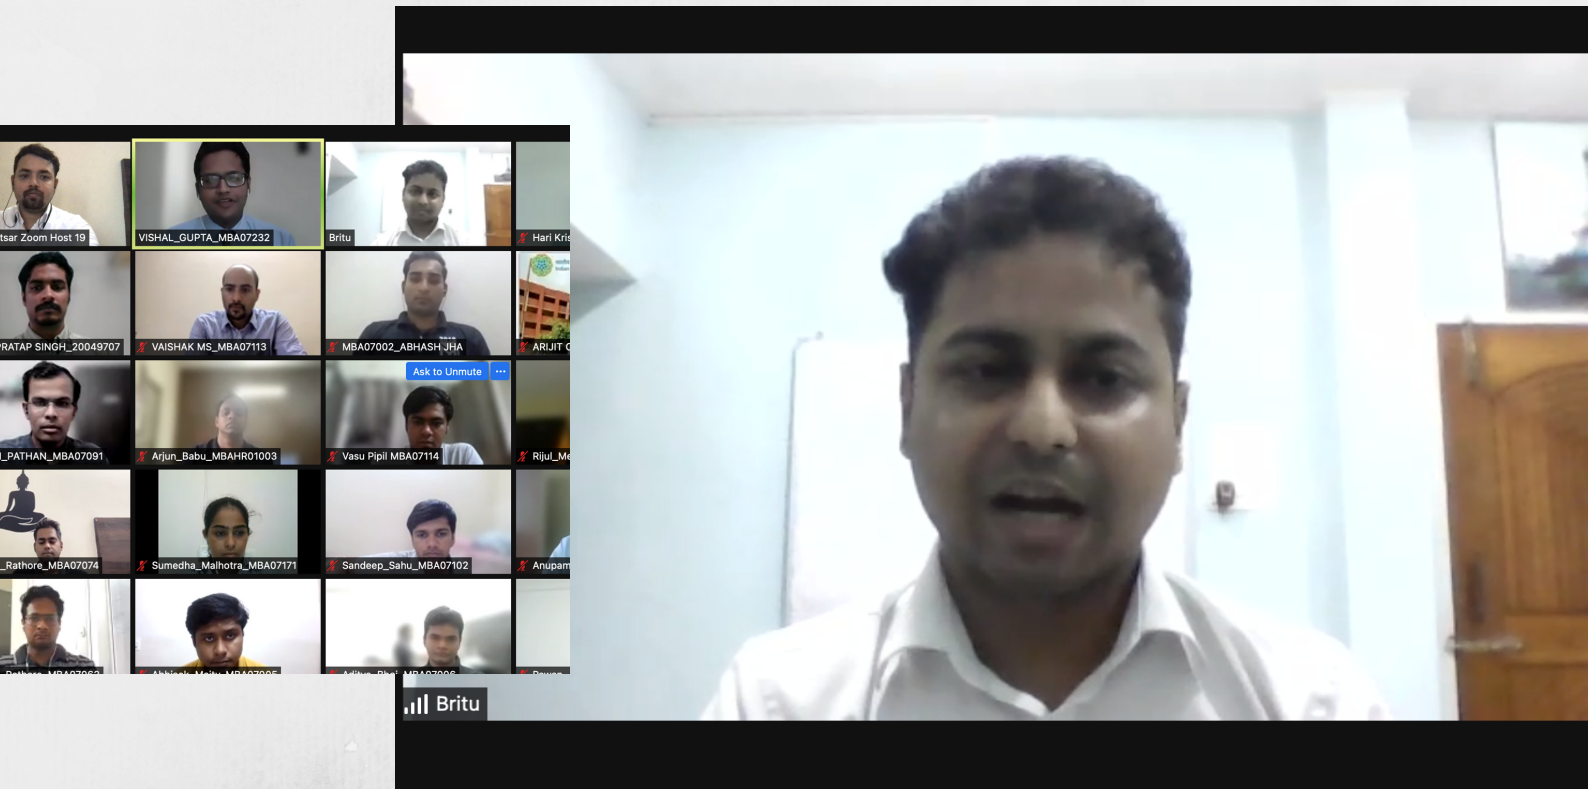 tsar Zoom Host 19
VISHAL_GUPTA_MBA07232
Britu
Hari Kris
PRATAP SINGH_20049707
VAISHAK MS_MBA07113
MBA07002_ABHASH JHA
ARIJIT
Ask to Unmute
_PATHAN_MBA07091
Arjun_Babu_MBAHR01003
Vasu Pipil MBA07114
Rijul_Me
_Rathore_MBA07074
Sumedha_Malhotra_MBA07171
Sandeep_Sahu_MBA07102
Anupam
Britu